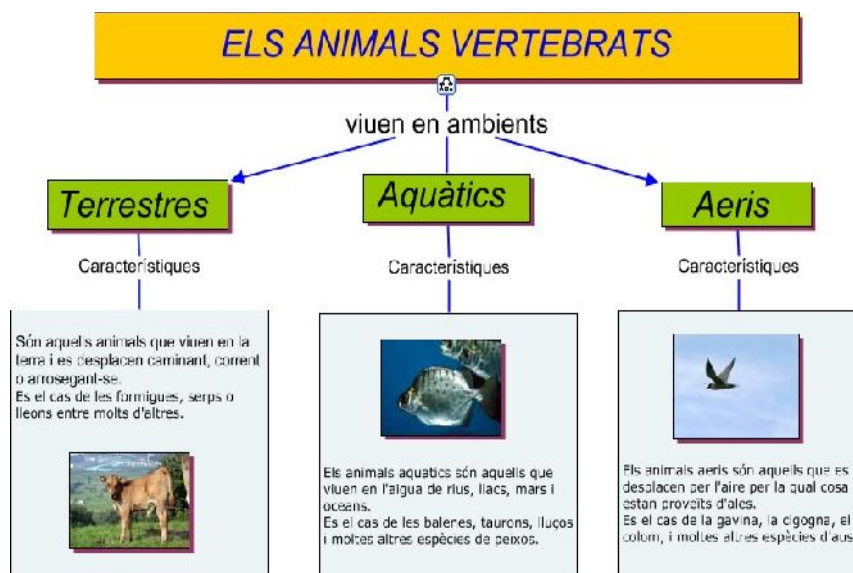 ELS ANIMALS VERTEBRATS
viuen en ambients
Terrestres
Aquàtics
Aeris
Característiques
Característiques
Característiques
Són aquells animals que viuen en la
terra i es desplacen caminant, corrent
o arrosegant-se.
Es el cas de les formigues, serps o
lleons entre molts d'altres.
Els animals aquatics són aquells que
viuen en l'aigua de rius, llacs, mars i
oceans.
Es el cas de les balenes, taurons, lluços
i moltes altres espècies de peixos.
Els animals aeris són aquells que es
desplacen per l'aire per la qual cosa
estan proveïts d'ales.
Es el cas de la gavina, la cigogna, el
colom, i moltes altres espècies d'aus